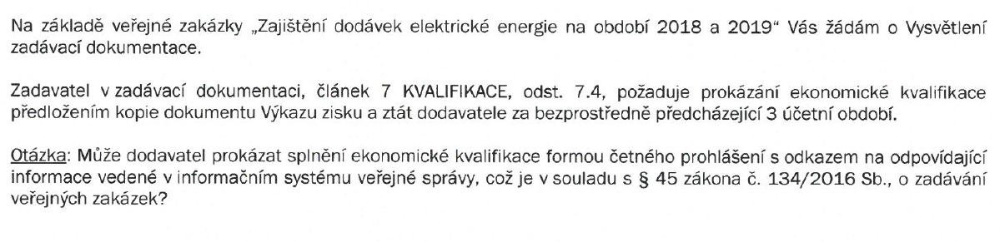 Na základě veřejné zakázky „Zajištění dodávek elektrické energie na období 2018 a 2019“ Vás žádám o Vysvětlení
zadávací dokumentace.
Zadavatel v zadávací dokumentaci, článek 7 KVALIFIKACE, odst. 7.4, požaduje prokázání ekonomické kvalifikace
předložením kopie dokumentu Výkazu zisku a ztát dodavatele za bezprostředně předcházející 3 účetní období.
Otázka: Může dodavatel prokázat splnění ekonomické kvalifikace formou četného prohlášení s odkazem na odpovídající
informace vedené v informačním systému veřejné správy, což je v souladu s § 45 zákona č. 134/2016 Sb., o zadávání
veřejných zakázek?